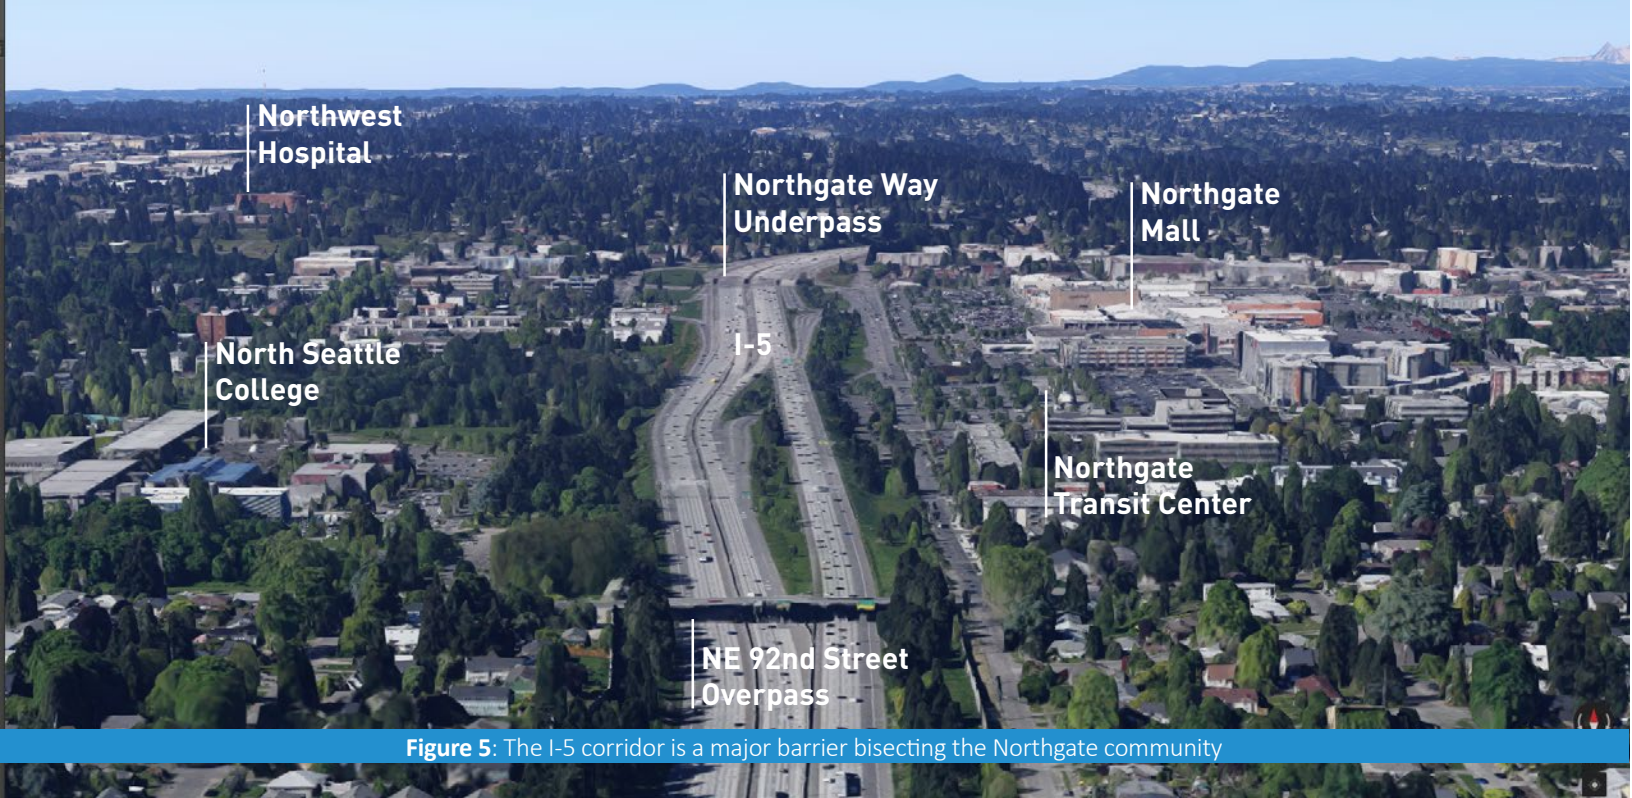 Northwest
Hospital
Northgate Way
Underpass
Northgate
Mall
I-5
North Seattle
College
Northgate
Transit Center
NE 92nd Street
Overpass
Figure 5: The I-5 corridor is a major barrier bisecting the Northgate community